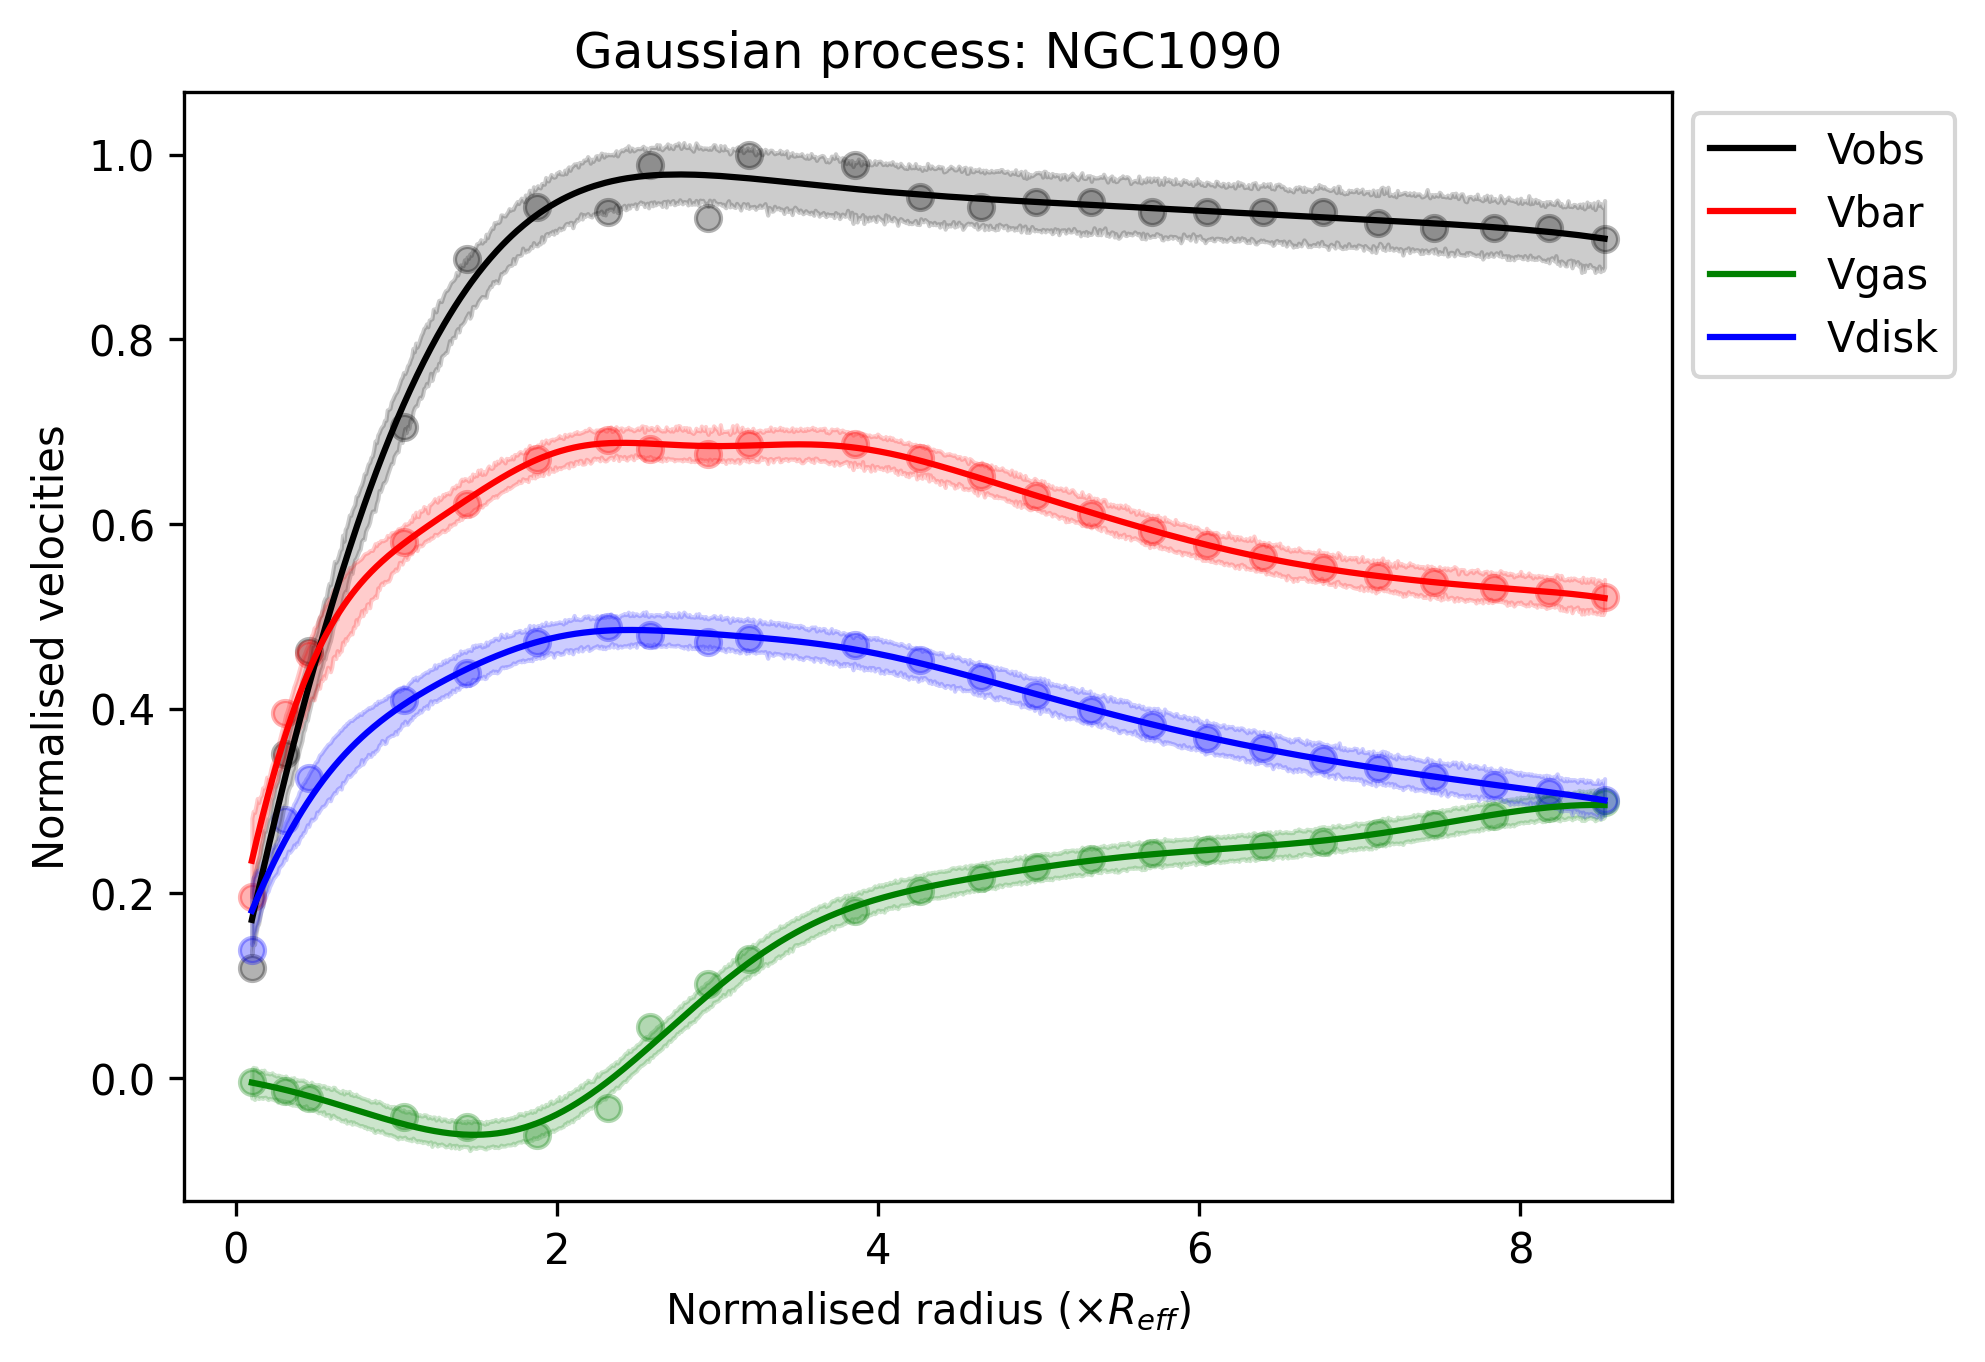 Gaussian process: NGC1090
Normalised velocities
1.0
0.8
0.6
0.4
0.2
0.0
0
2
4
6
8
Normalised radius (×R_eff)
Vobs
Vbar
Vgas
Vdisk